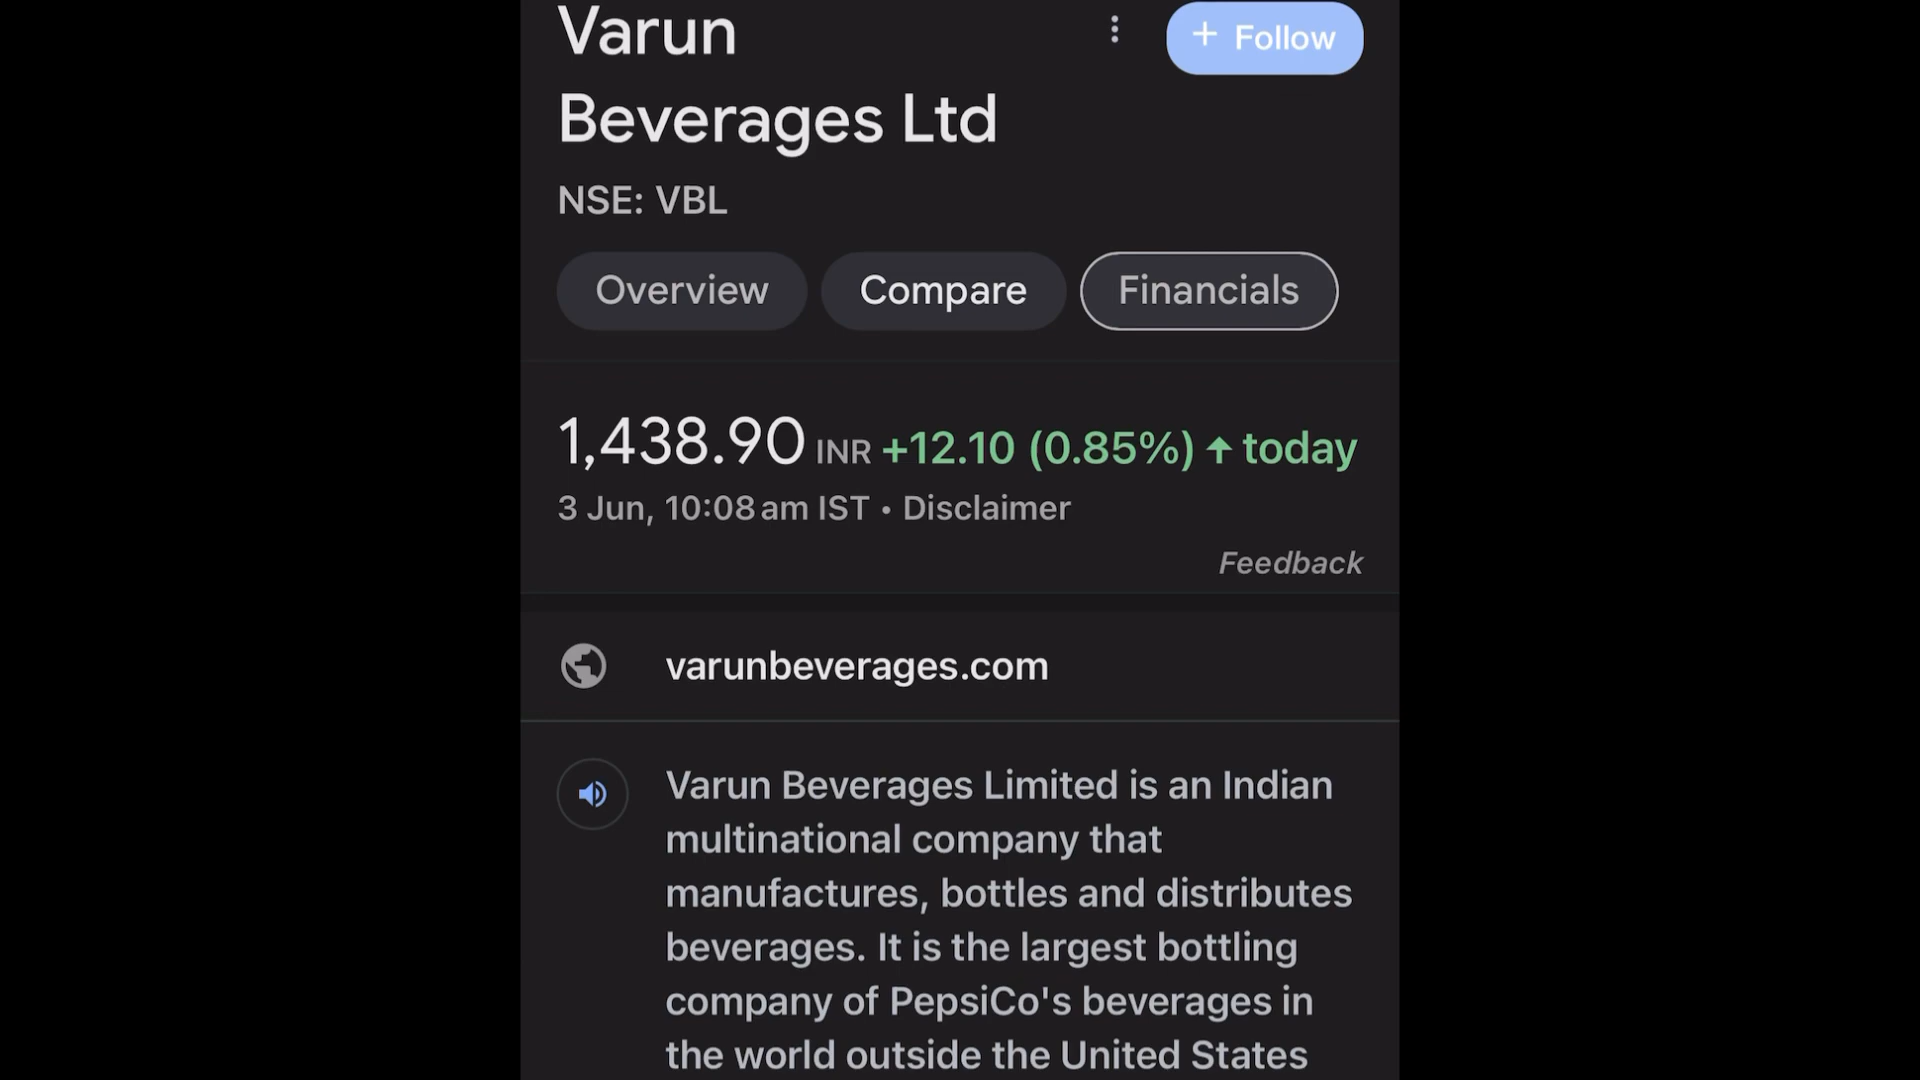 Varun
Beverages Ltd
+ Follow
NSE: VBL
Overview
Compare
Financials
1,438.90 INR +12.10 (0.85%) ↑ today
3 Jun, 10:08 am IST • Disclaimer
Feedback
varunbeverages.com
Varun Beverages Limited is an Indian
multinational company that
manufactures, bottles and distributes
beverages. It is the largest bottling
company of PepsiCo's beverages in
the world outside the United States